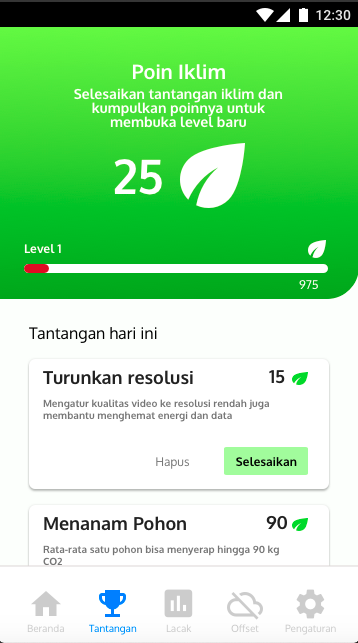 12:30
Poin Iklim
Selesaikan tantangan iklim dan
kumpulkan poinnya untuk
membuka level baru
25
Level 1
975
Tantangan hari ini
Turunkan resolusi 15
Mengatur kualitas video ke resolusi rendah juga
membantu menghemat energi dan data
Hapus Selesaikan
Menanam Pohon 90
Rata-rata satu pohon bisa menyerap hingga 90 kg
CO2
Beranda Tantangan Lacak Offset Pengaturan